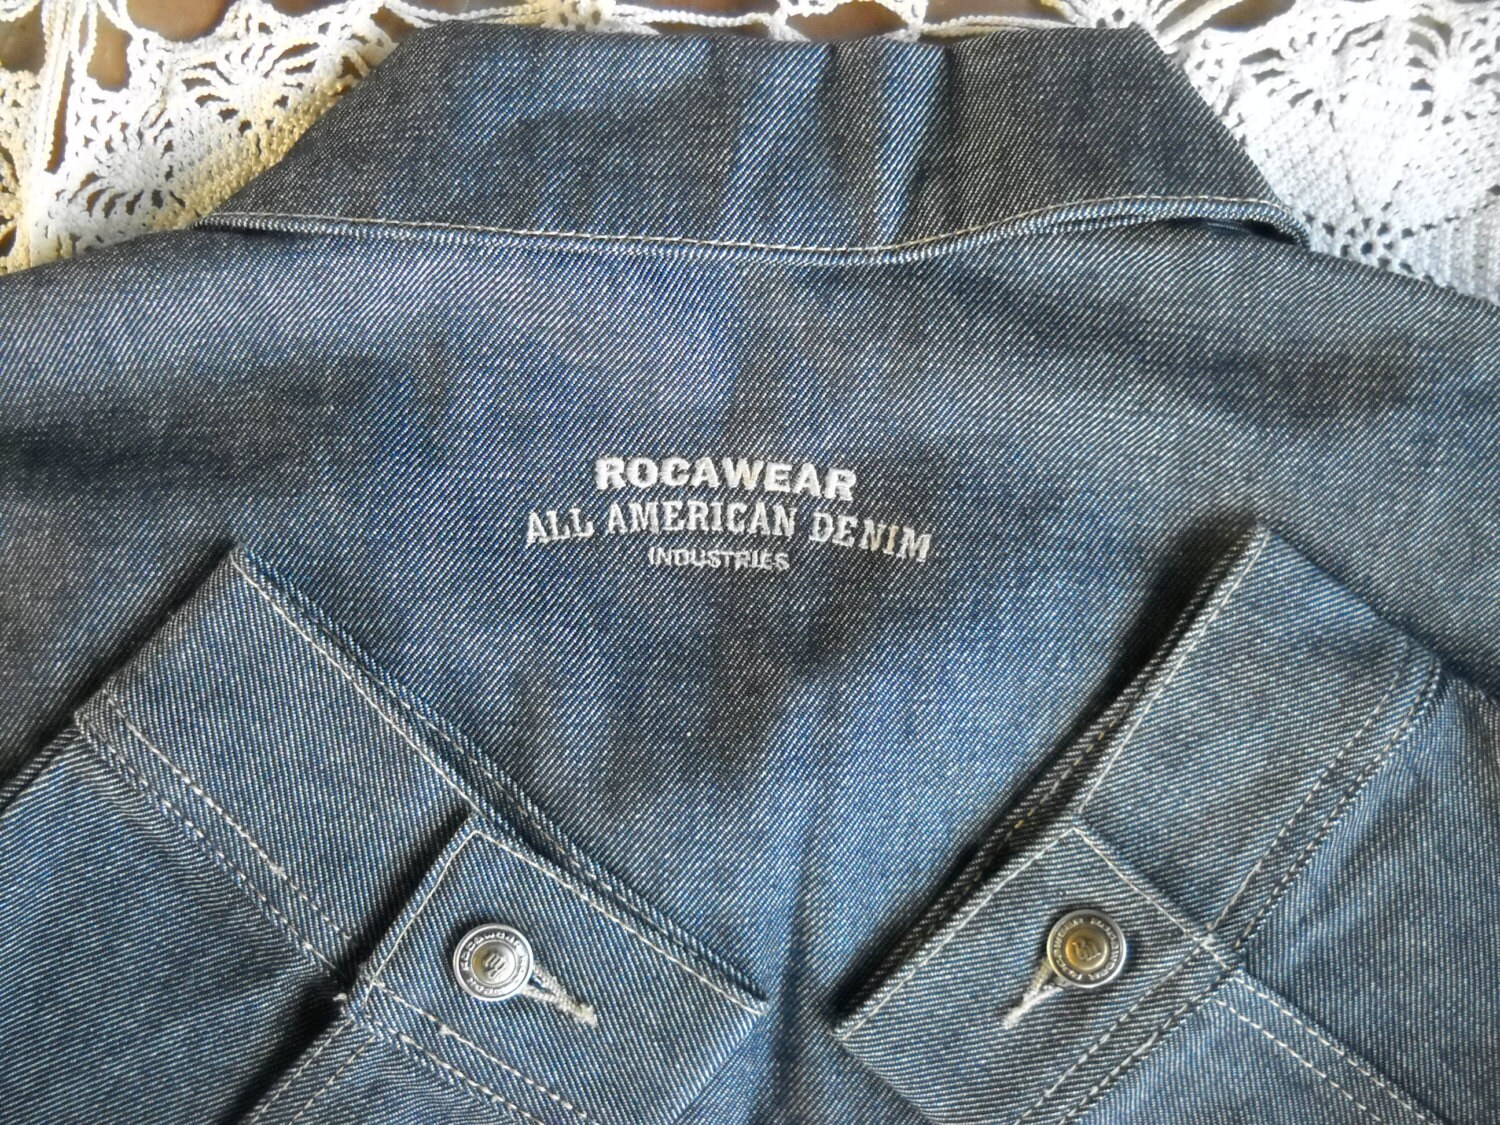 ROCAWEAR
ALL AMERICAN DENIM
INDUSTRIES